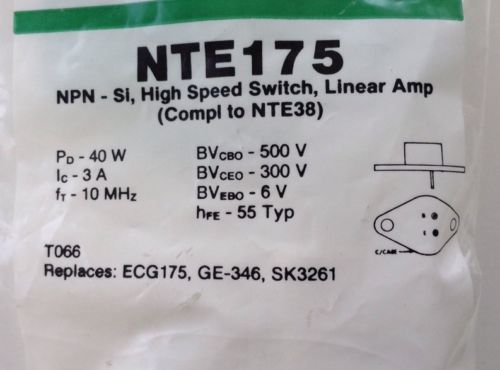 NTE175
NPN - Si, High Speed Switch, Linear Amp
(Compl to NTE38)
PD - 40 W
IC - 3 A
fT - 10 MHz
BVCBO - 500 V
BVCEO - 300 V
BVEBO - 6 V
hFE - 55 Typ
C/CASE
T066
Replaces: ECG175, GE-346, SK3261